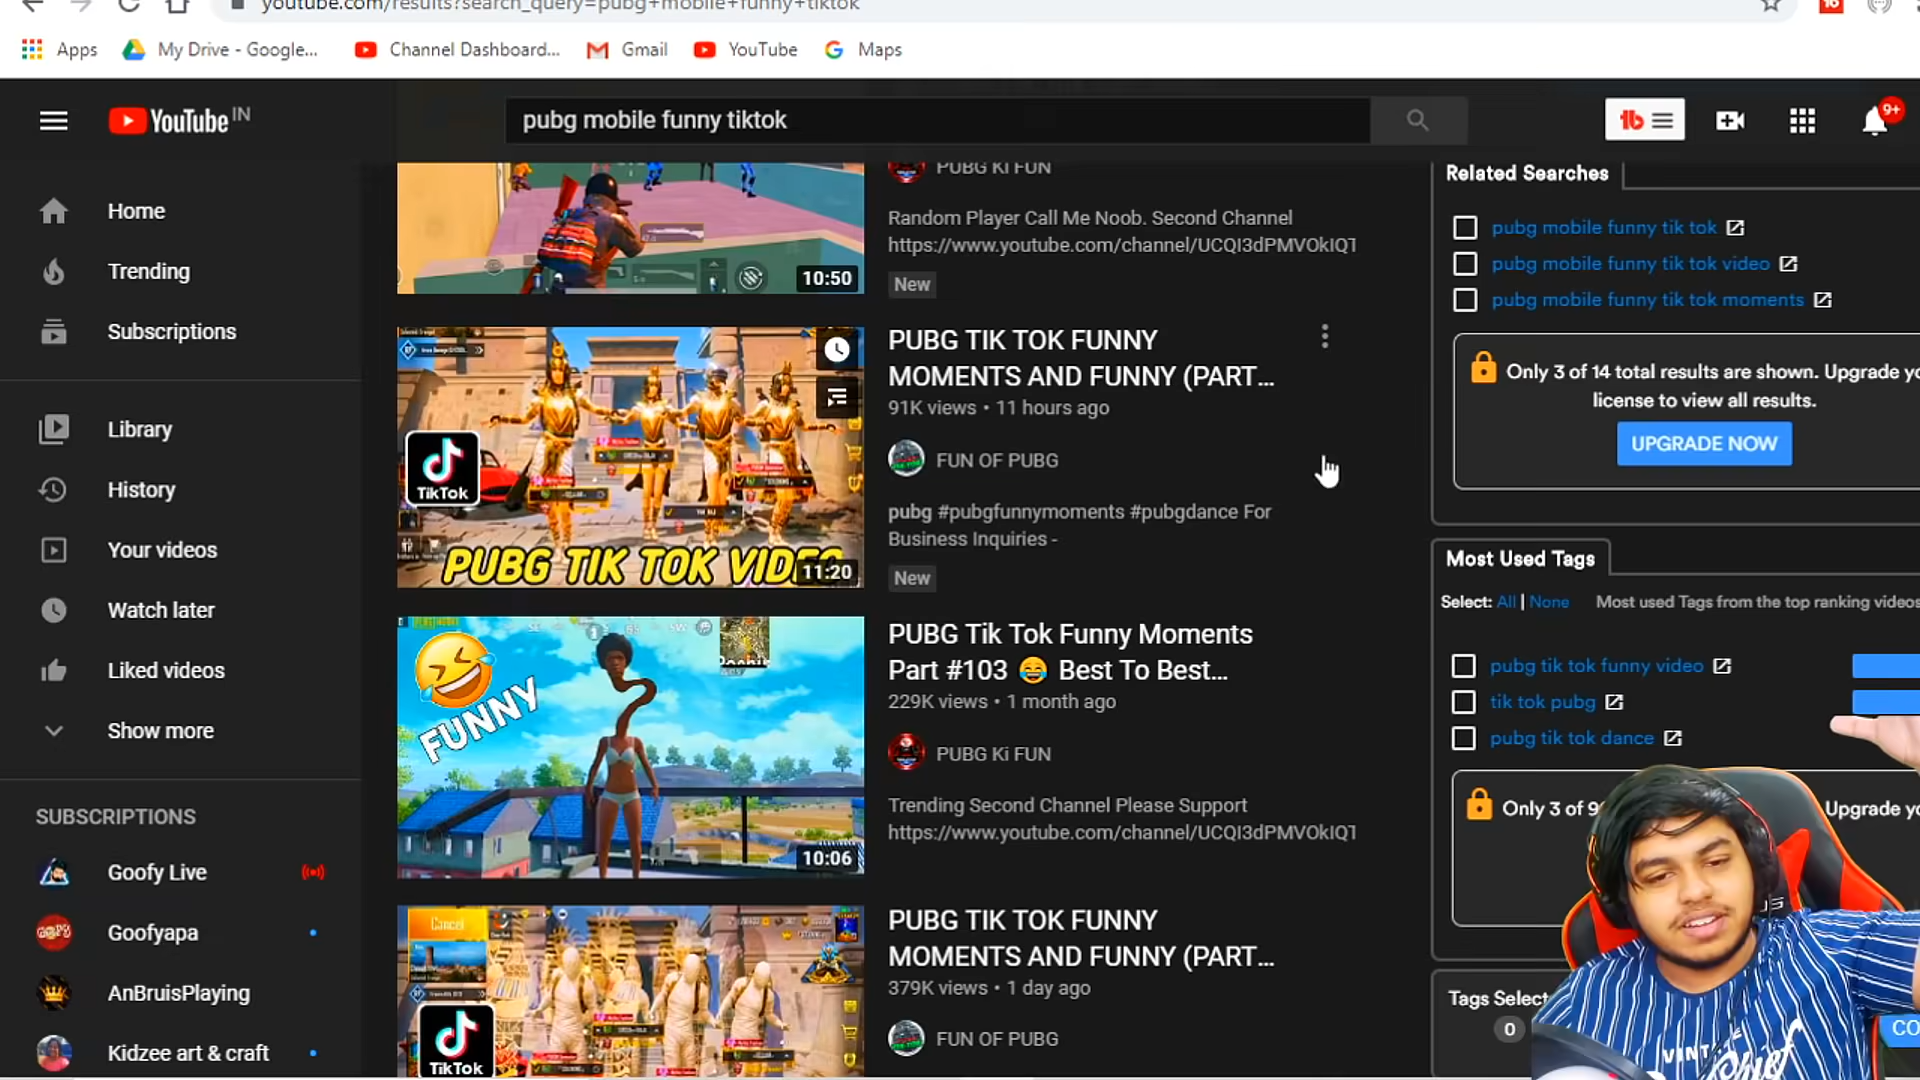 youtube.com/results?search_query=pubg+mobile+funny+tiktok
Apps
My Drive - Google...
Channel Dashboard...
Gmail
YouTube
Maps
YouTube IN
pubg mobile funny tiktok
9+
Home
Trending
Subscriptions
Library
History
Your videos
Watch later
Liked videos
Show more
SUBSCRIPTIONS
Goofy Live
Goofyapa
AnBruisPlaying
Kidzee art & craft
10:50
PUBG Ki FUN
Random Player Call Me Noob. Second Channel
https://www.youtube.com/channel/UCQI3dPMVOkIQ1
New
TikTok
PUBG TIK TOK VIDEO
11:20
PUBG TIK TOK FUNNY
MOMENTS AND FUNNY (PART...
91K views • 11 hours ago
FUN OF PUBG
pubg #pubgfunnymoments #pubgdance For
Business Inquiries -
New
FUNNY
10:06
PUBG Tik Tok Funny Moments
Part #103 😂 Best To Best...
229K views • 1 month ago
PUBG Ki FUN
Trending Second Channel Please Support
https://www.youtube.com/channel/UCQI3dPMVOkIQ1
Cancel
TikTok
PUBG TIK TOK FUNNY
MOMENTS AND FUNNY (PART...
379K views • 1 day ago
FUN OF PUBG
Related Searches
pubg mobile funny tik tok
pubg mobile funny tik tok video
pubg mobile funny tik tok moments
Only 3 of 14 total results are shown. Upgrade yo
license to view all results.
UPGRADE NOW
Most Used Tags
Select: All | None
Most used Tags from the top ranking videos
pubg tik tok funny video
tik tok pubg
pubg tik tok dance
Only 3 of 9
Upgrade yo
Tags Select
0
CO
VINTAGE